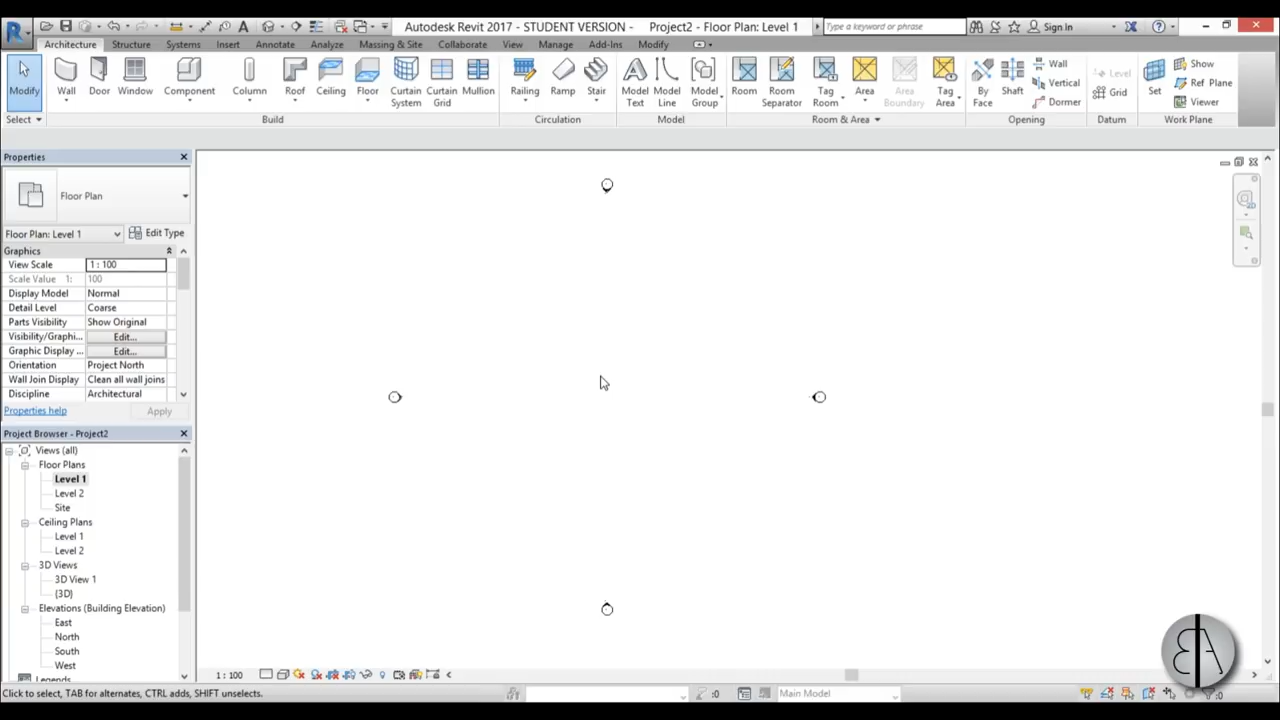 Autodesk Revit 2017 - STUDENT VERSION - Project2 - Floor Plan: Level 1
Type a keyword or phrase
Sign In
Architecture Structure Systems Insert Annotate Analyze Massing & Site Collaborate View Manage Add-Ins Modify
Modify Wall Door Window Component Column Roof Ceiling Floor Curtain System Curtain Grid Mullion Railing Ramp Stair Model Text Model Line Model Group Room Room Separator Tag Room Area Area Boundary Tag Area By Face Shaft Wall Vertical Dormer Level Grid Set Show Ref Plane Viewer
Select Build Circulation Model Room & Area Opening Datum Work Plane
Properties
Floor Plan
Floor Plan: Level 1 Edit Type
Graphics
View Scale 1 : 100
Scale Value 1: 100
Display Model Normal
Detail Level Coarse
Parts Visibility Show Original
Visibility/Graphi... Edit...
Graphic Display ... Edit...
Orientation Project North
Wall Join Display Clean all wall joins
Discipline Architectural
Properties help Apply
Project Browser - Project2
Views (all)
Floor Plans
Level 1
Level 2
Site
Ceiling Plans
Level 1
Level 2
3D Views
3D View 1
{3D}
Elevations (Building Elevation)
East
North
South
West
Legends
1 : 100
Click to select, TAB for alternates, CTRL adds, SHIFT unselects.
:0
Main Model
:0